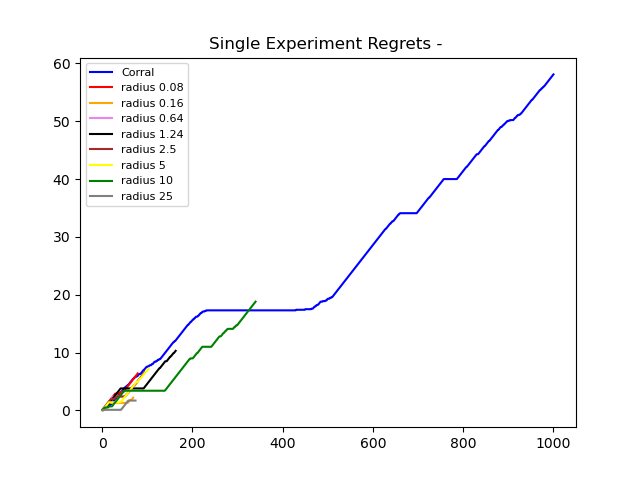 Single Experiment Regrets -
60
50
40
30
20
10
0
Corral
radius 0.08
radius 0.16
radius 0.64
radius 1.24
radius 2.5
radius 5
radius 10
radius 25
0 200 400 600 800 1000